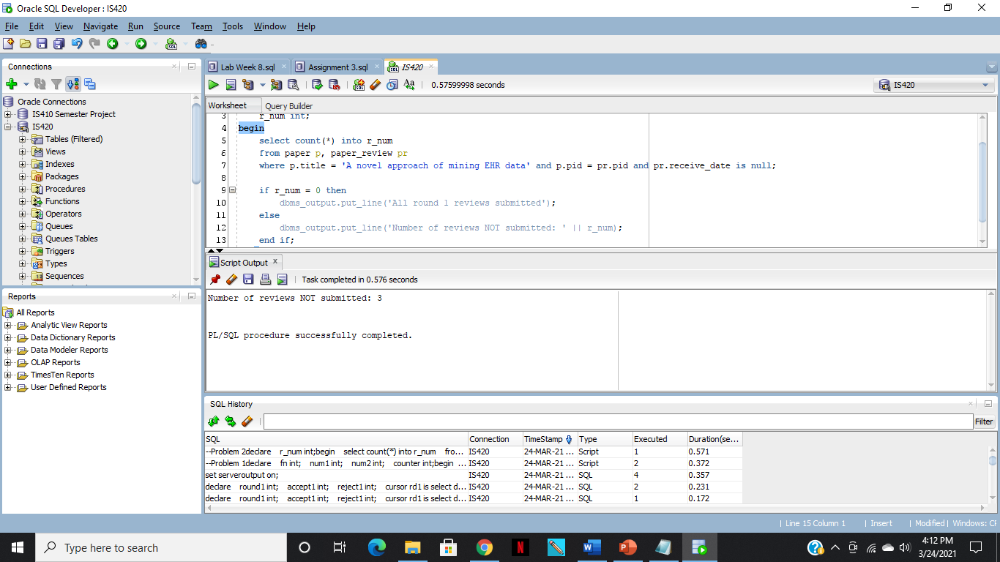 Oracle SQL Developer : IS420
File Edit View Navigate Run Source Team Tools Window Help
Connections
Oracle Connections
IS410 Semester Project
IS420
Tables (Filtered)
Views
Indexes
Packages
Procedures
Functions
Operators
Queues
Queues Tables
Triggers
Types
Sequences
Reports
All Reports
Analytic View Reports
Data Dictionary Reports
Data Modeler Reports
OLAP Reports
TimesTen Reports
User Defined Reports
Lab Week 8.sql Assignment 3.sql IS420
0.57599998 seconds IS420
Worksheet Query Builder
3 r_num int;
4 begin
5 select count(*) into r_num
6 from paper p, paper_review pr
7 where p.title = 'A novel approach of mining EHR data' and p.pid = pr.pid and pr.receive_date is null;
8
9 if r_num = 0 then
10 dbms_output.put_line('All round 1 reviews submitted');
11 else
12 dbms_output.put_line('Number of reviews NOT submitted: ' || r_num);
13 end if;
Script Output x
Task completed in 0.576 seconds
Number of reviews NOT submitted: 3
PL/SQL procedure successfully completed.
SQL History
Filter
SQL Connection TimeStamp Type Executed Duration(se...
--Problem 2declare r_num int;begin select count(*) into r_num fro... IS420 24-MAR-21 ... Script 1 0.571
--Problem 1declare fn int; num1 int; num2 int; counter int;begin ... IS420 24-MAR-21 ... Script 2 0.372
set serveroutput on; IS420 24-MAR-21 ... SQL 4 0.357
declare round1 int; accept1 int; reject1 int; cursor rd1 is select d... IS420 24-MAR-21 ... SQL 2 0.231
declare round1 int; accept1 int; reject1 int; cursor rd1 is select d... IS420 24-MAR-21 ... SQL 1 0.172
| Line 15 Column 1 | Insert | Modified | Windows: CF
Type here to search
4:12 PM
3/24/2021